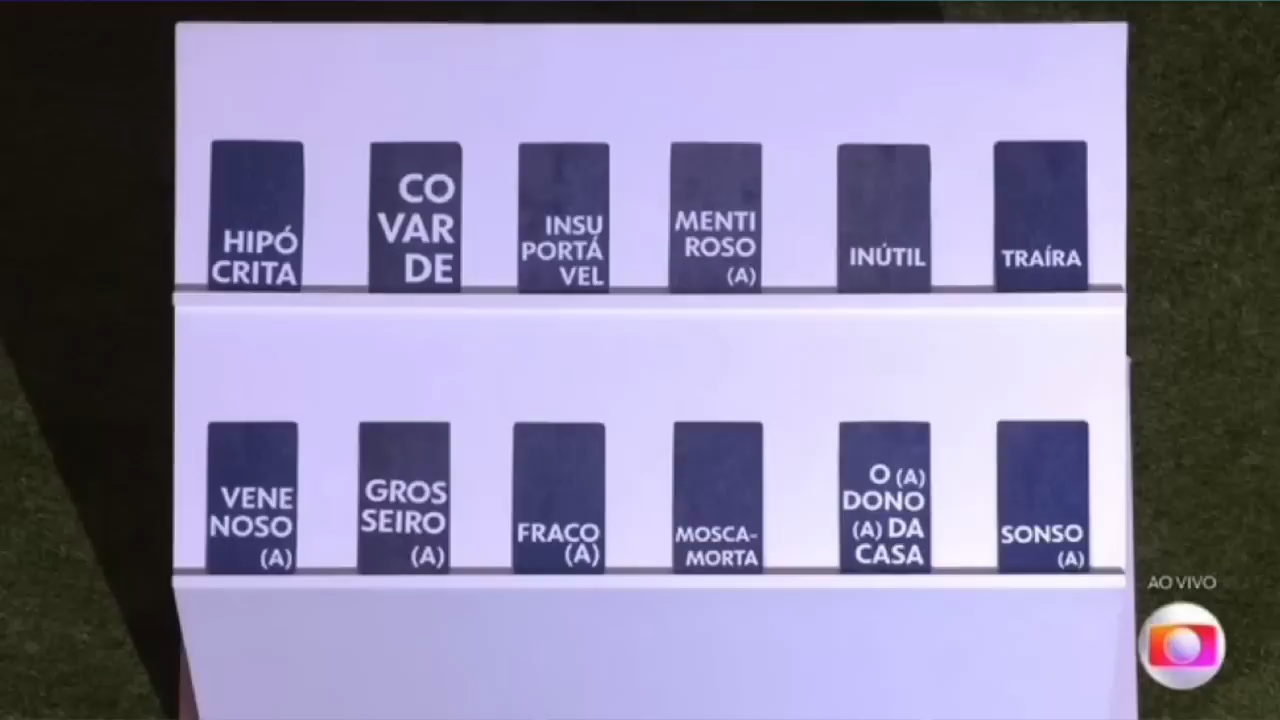 HIPÓ
CRITA
CO
VAR
DE
INSU
PORTÁ
VEL
MENTI
ROSO
(A)
INÚTIL
TRAÍRA
VENE
NOSO
(A)
GROS
SEIRO
(A)
FRACO
(A)
MOSCA-
MORTA
O (A)
DONO
(A) DA
CASA
SONSO
(A)
AO VIVO